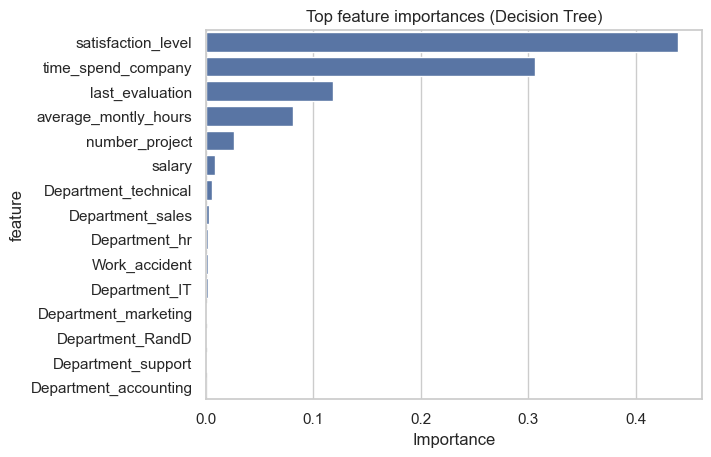 Top feature importances (Decision Tree)
feature
satisfaction_level
time_spend_company
last_evaluation
average_montly_hours
number_project
salary
Department_technical
Department_sales
Department_hr
Work_accident
Department_IT
Department_marketing
Department_RandD
Department_support
Department_accounting
0.0 0.1 0.2 0.3 0.4
Importance